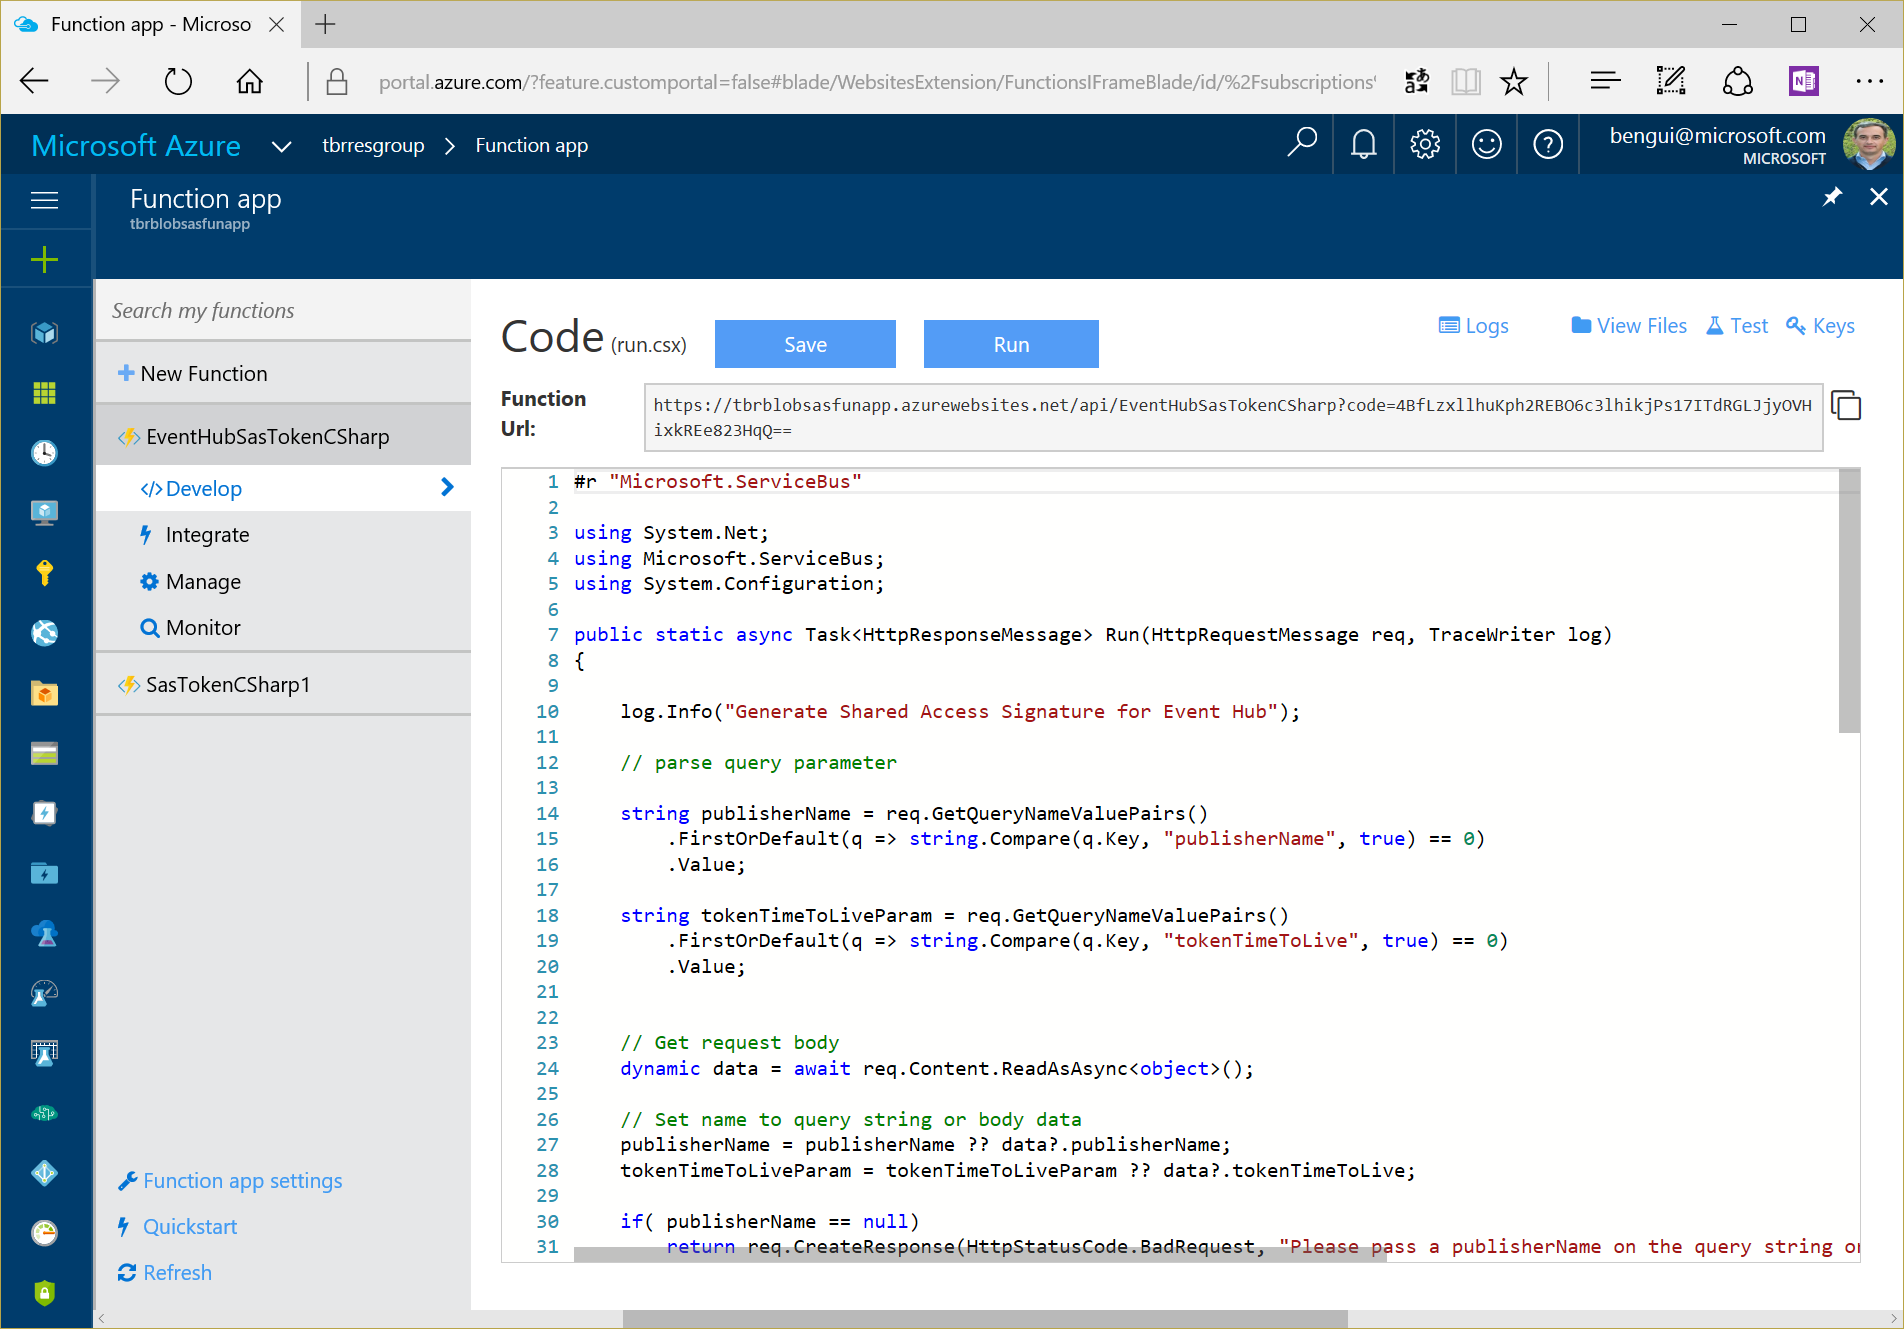 Function app - Microso
portal.azure.com/?feature.customportal=false#blade/WebsitesExtension/FunctionsIFrameBlade/id/%2Fsubscriptions%
Microsoft Azure
tbrresgroup
Function app
bengui@microsoft.com
MICROSOFT
Function app
tbrblobsasfunapp
Search my functions
New Function
EventHubSasTokenCSharp
</> Develop
Integrate
Manage
Monitor
SasTokenCSharp1
Function app settings
Quickstart
Refresh
Code (run.csx)
Save
Run
Logs
View Files
Test
Keys
Function
Url:
https://tbrblobsasfunapp.azurewebsites.net/api/EventHubSasTokenCSharp?code=4BfLzxllhuKph2REBO6c3lhikjPs17ITdRGLJjyOVH
ixkREe823HqQ==
1 #r "Microsoft.ServiceBus"
2
3 using System.Net;
4 using Microsoft.ServiceBus;
5 using System.Configuration;
6
7 public static async Task<HttpResponseMessage> Run(HttpRequestMessage req, TraceWriter log)
8 {
9
10 log.Info("Generate Shared Access Signature for Event Hub");
11
12 // parse query parameter
13
14 string publisherName = req.GetQueryNameValuePairs()
15 .FirstOrDefault(q => string.Compare(q.Key, "publisherName", true) == 0)
16 .Value;
17
18 string tokenTimeToLiveParam = req.GetQueryNameValuePairs()
19 .FirstOrDefault(q => string.Compare(q.Key, "tokenTimeToLive", true) == 0)
20 .Value;
21
22
23 // Get request body
24 dynamic data = await req.Content.ReadAsAsync<object>();
25
26 // Set name to query string or body data
27 publisherName = publisherName ?? data?.publisherName;
28 tokenTimeToLiveParam = tokenTimeToLiveParam ?? data?.tokenTimeToLive;
29
30 if( publisherName == null)
31 return req.CreateResponse(HttpStatusCode.BadRequest, "Please pass a publisherName on the query string or